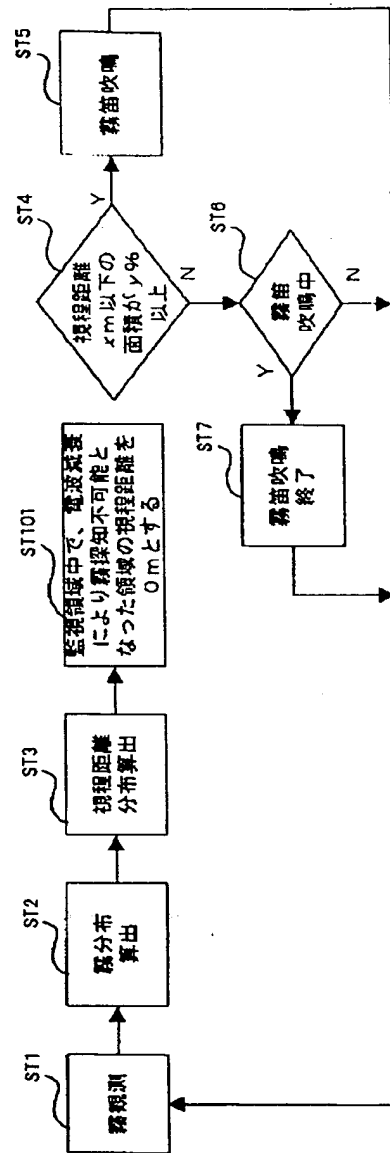 ST1
霧観測
ST2
霧分布
算出
ST3
視程距離
分布算出
ST101
監視領域中で、電波減衰
により霧探知不可能と
なった領域の視程距離を
0mとする
ST4
視程距離
xm以下の
面積がy%
以上
Y
N
ST5
霧笛吹鳴
ST6
霧笛
吹鳴中
Y
N
ST7
霧笛吹鳴
終了